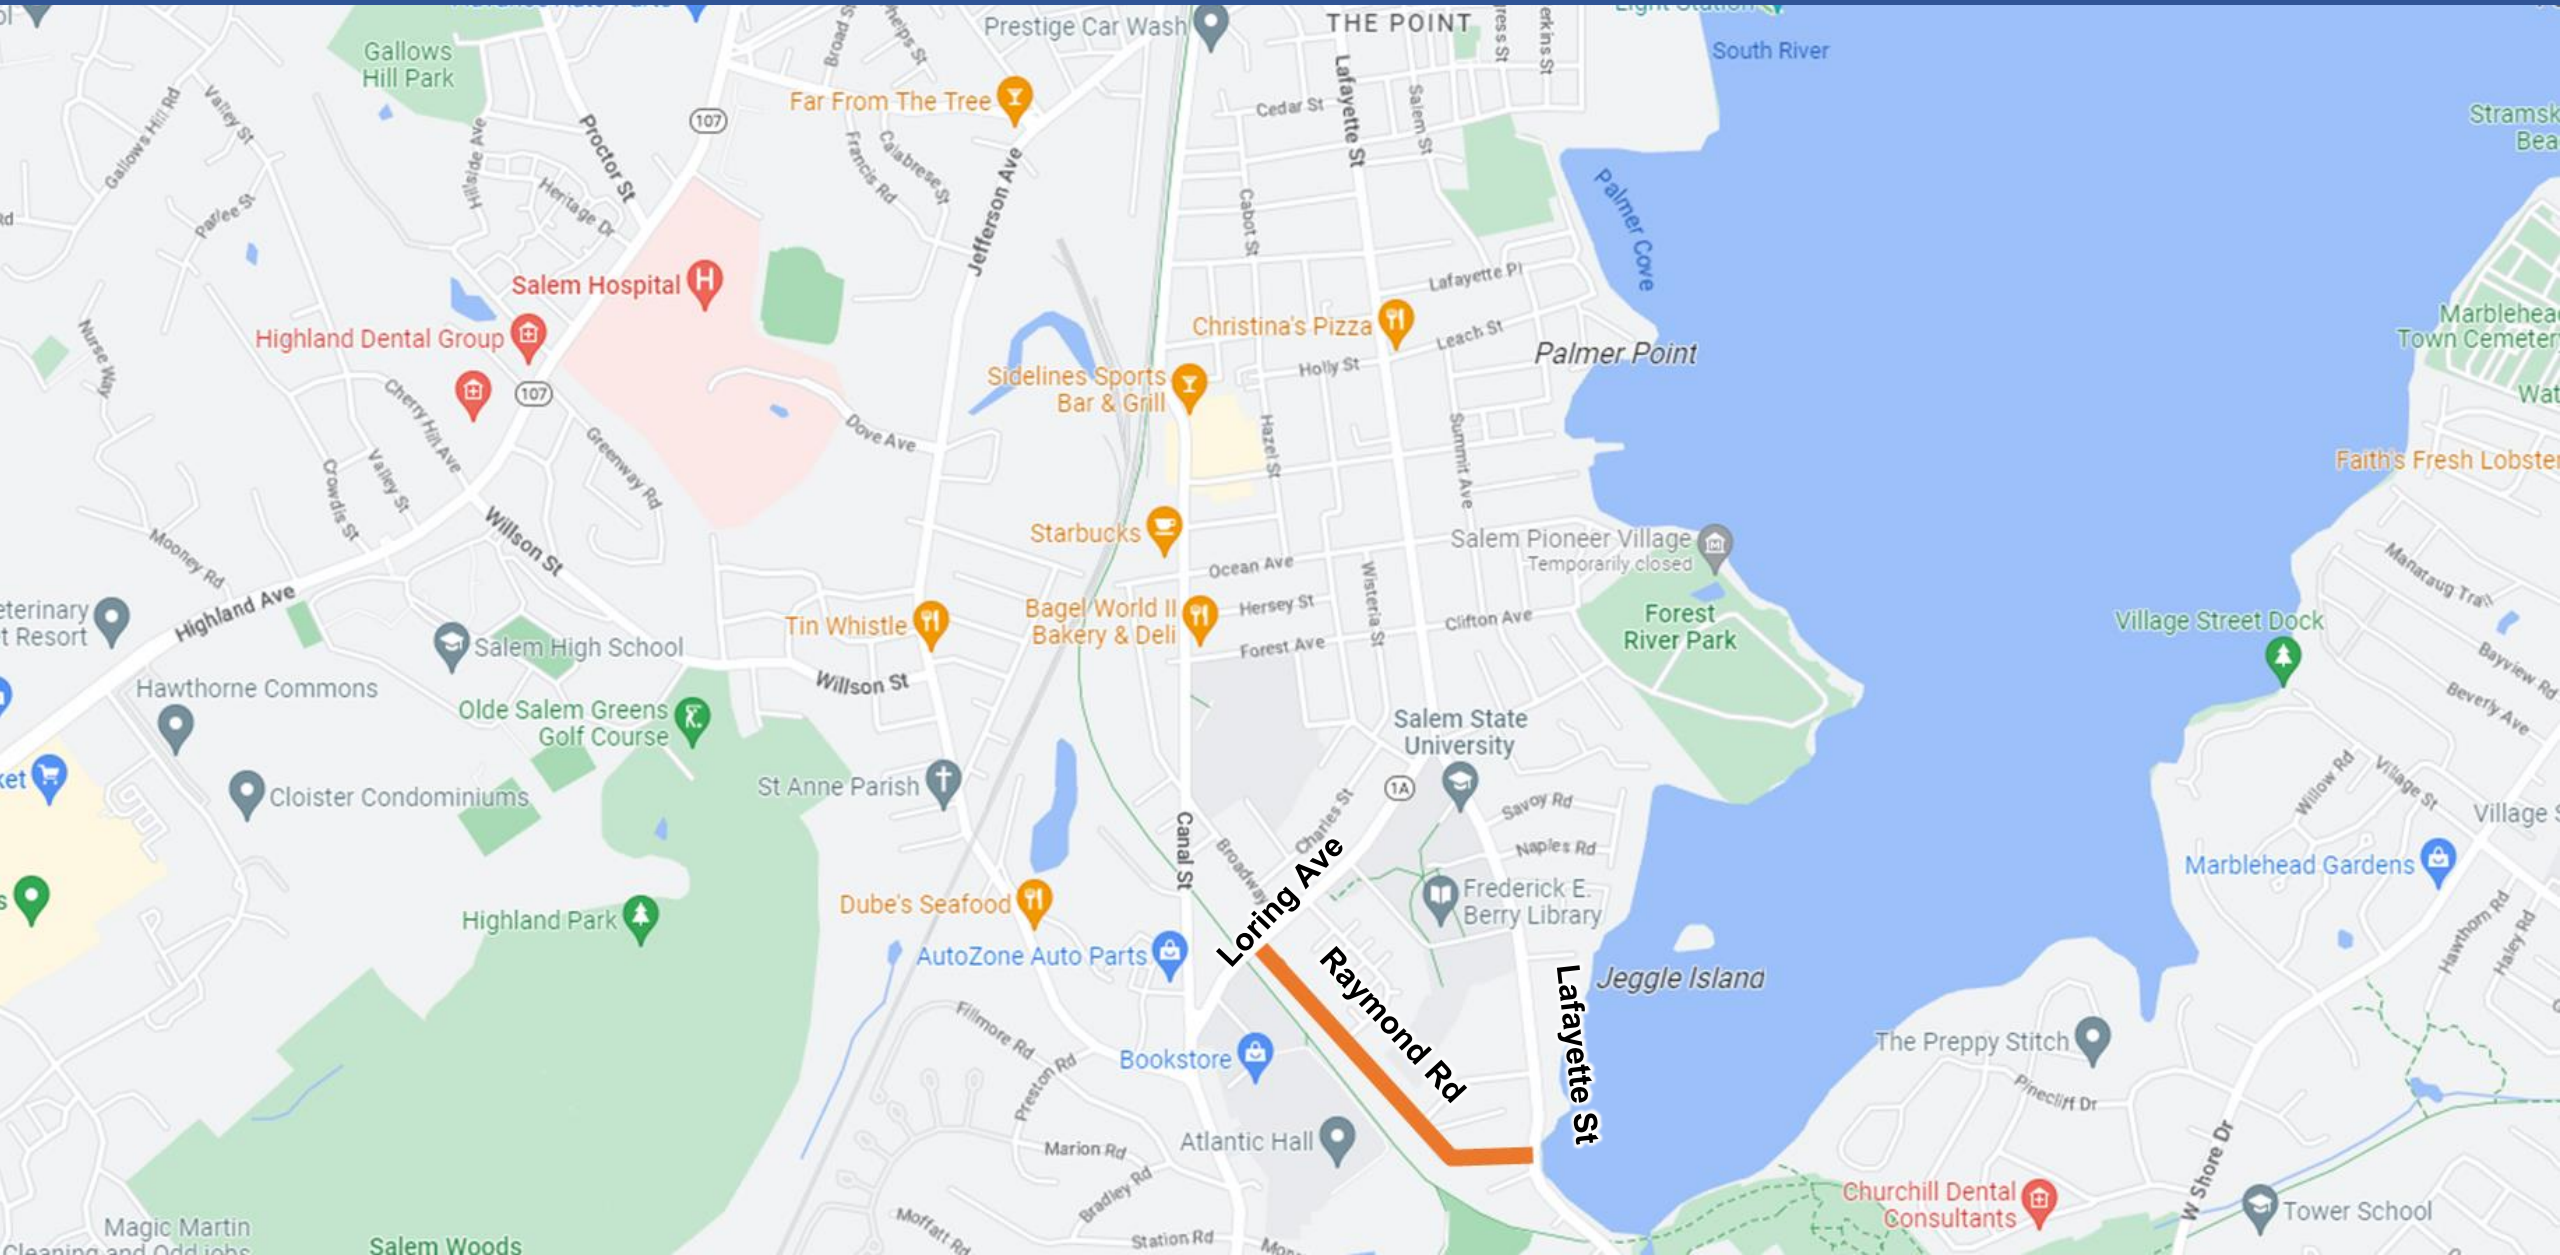 Gallows
Hill Park
Prestige Car Wash
THE POINT
South River
Broad St
Phelps St
Far From The Tree
107
Proctor St
Gallows Hill Rd
Valley St
Hillside Ave
Heritage Dr
Parlee St
Francis Rd
Calabrese St
Jefferson Ave
Cedar St
Lafayette St
Salem St
Cabot St
Palmer Cove
Lafayette Pl
Salem Hospital
Highland Dental Group
107
Christina's Pizza
Leach St
Holly St
Palmer Point
Marblehead
Town Cemetery
Sidelines Sports
Bar & Grill
Nurse Way
Cherry Hill Ave
Dove Ave
Greenway Rd
Hazel St
Summit Ave
Faith's Fresh Lobster
Crowdis St
Valley St
Willson St
Mooney Rd
Starbucks
Salem Pioneer Village
Temporarily closed
Ocean Ave
Wisteria St
Manataug Trail
Highland Ave
Tin Whistle
Bagel World II
Bakery & Deli
Hersey St
Forest Ave
Clifton Ave
Forest
River Park
Village Street Dock
Salem High School
Willson St
Bayview Rd
Beverly Ave
Hawthorne Commons
Olde Salem Greens
Golf Course
Salem State
University
St Anne Parish
Cloister Condominiums
1A
Charles St
Savoy Rd
Naples Rd
Willow Rd
Village St
Village
Canal St
Broadway
Loring Ave
Marblehead Gardens
Dube's Seafood
Frederick E.
Berry Library
Highland Park
AutoZone Auto Parts
Raymond Rd
Lafayette St
Jeggle Island
Hawthorn Rd
Haley Rd
Fillmore Rd
Preston Rd
Bookstore
The Preppy Stitch
Pinecliff Dr
Marion Rd
Atlantic Hall
Bradley Rd
W Shore Dr
Churchill Dental
Consultants
Tower School
Moffatt Rd
Station Rd
Magic Martin
Cleaning and Odd jobs
Salem Woods